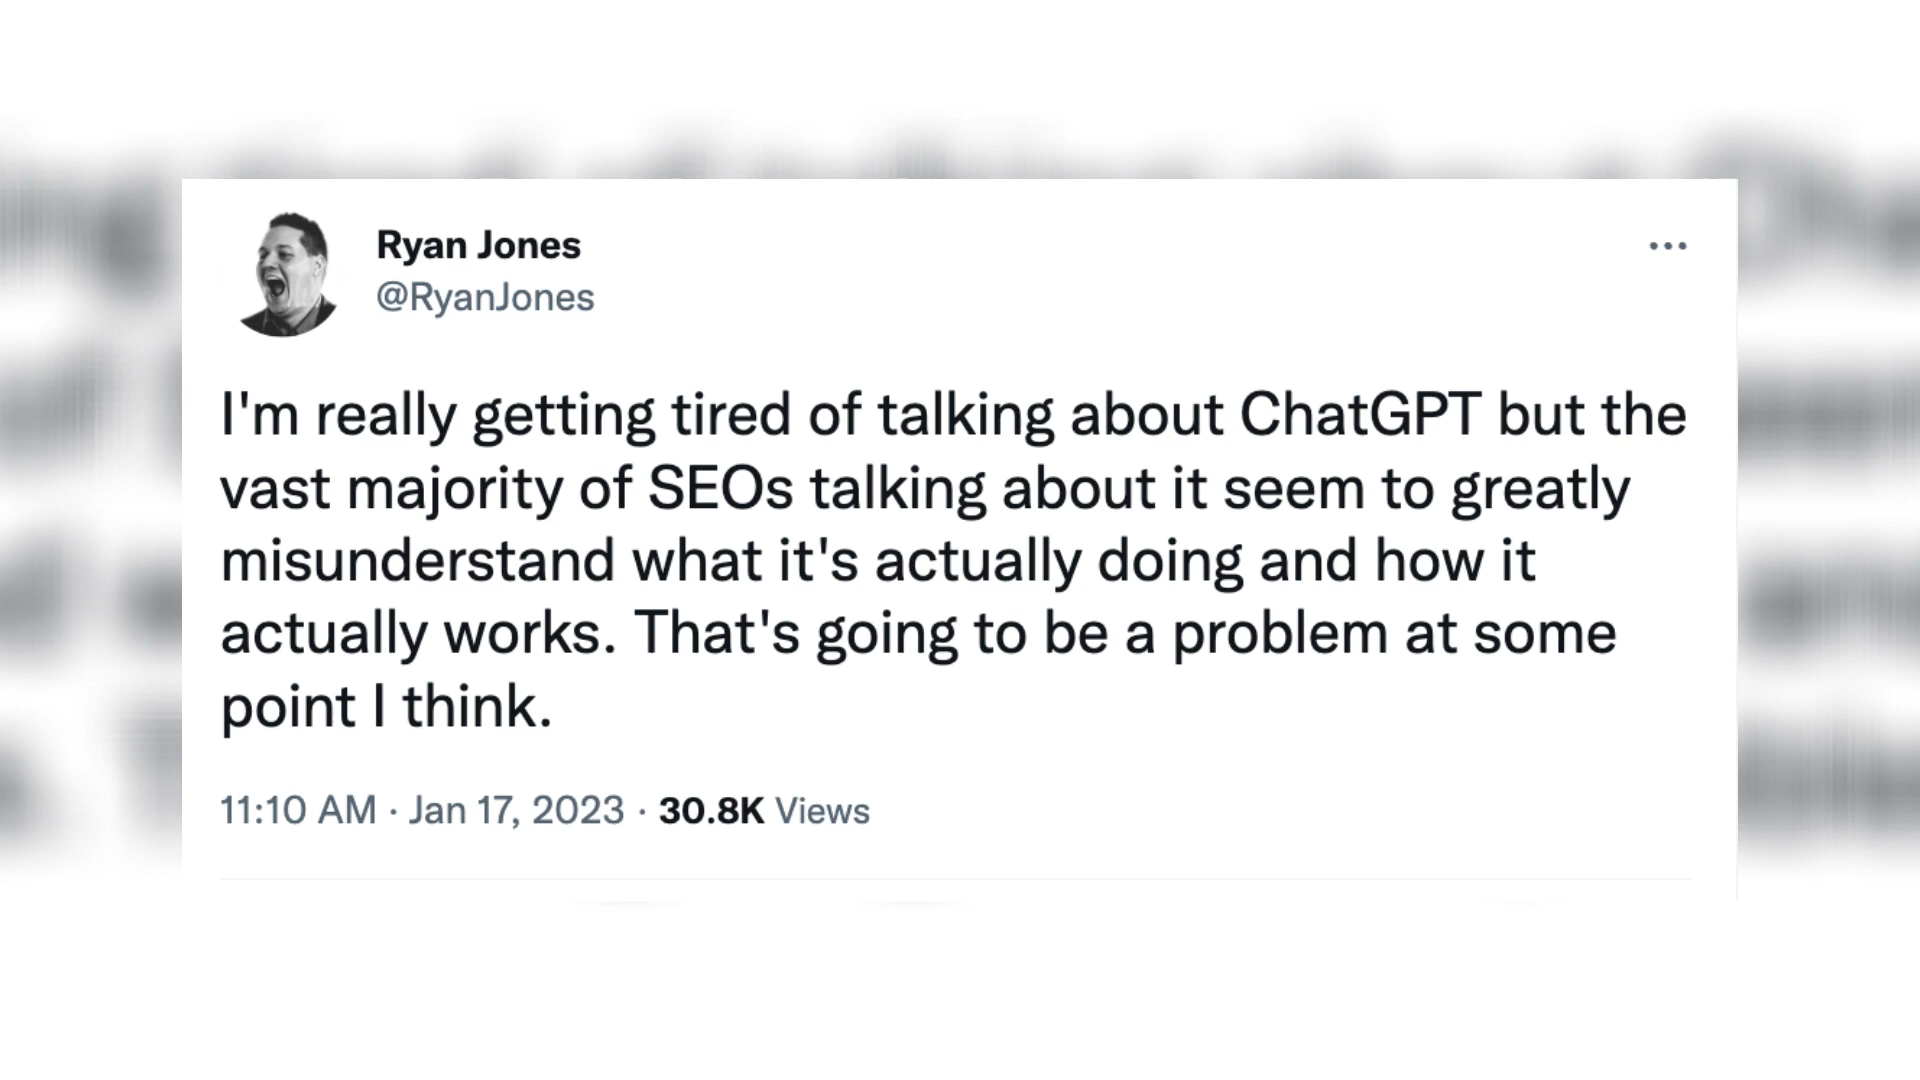 Ryan Jones
@RyanJones
I'm really getting tired of talking about ChatGPT but the
vast majority of SEOs talking about it seem to greatly
misunderstand what it's actually doing and how it
actually works. That's going to be a problem at some
point I think.
11:10 AM · Jan 17, 2023 · 30.8K Views